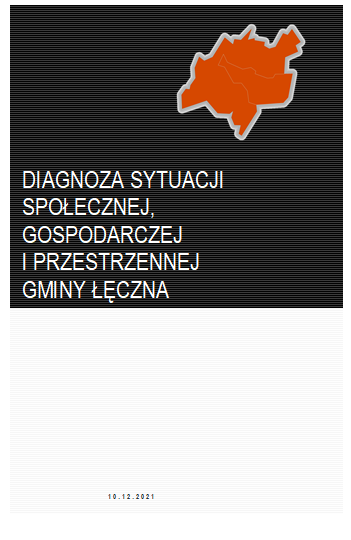 DIAGNOZA SYTUACJI
SPOŁECZNEJ,
GOSPODARCZEJ
I PRZESTRZENNEJ
GMINY ŁĘCZNA
10.12.2021